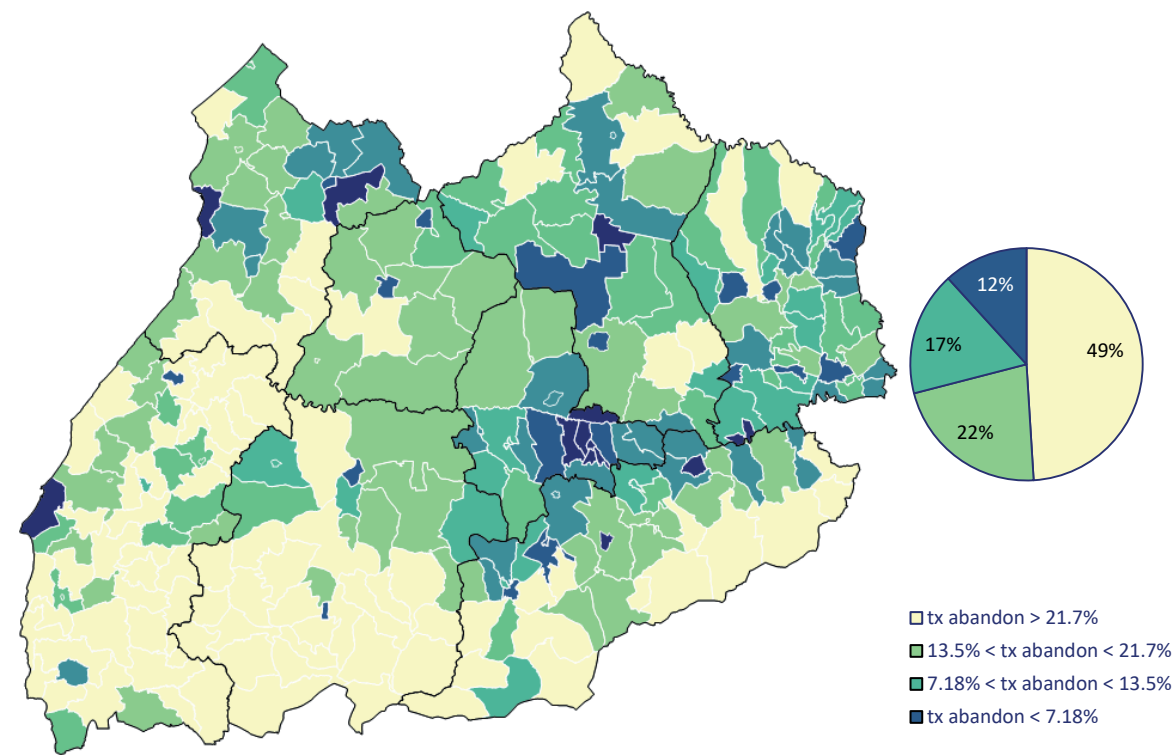 12%
17%
49%
22%
tx abandon > 21.7%
13.5% < tx abandon < 21.7%
7.18% < tx abandon < 13.5%
tx abandon < 7.18%